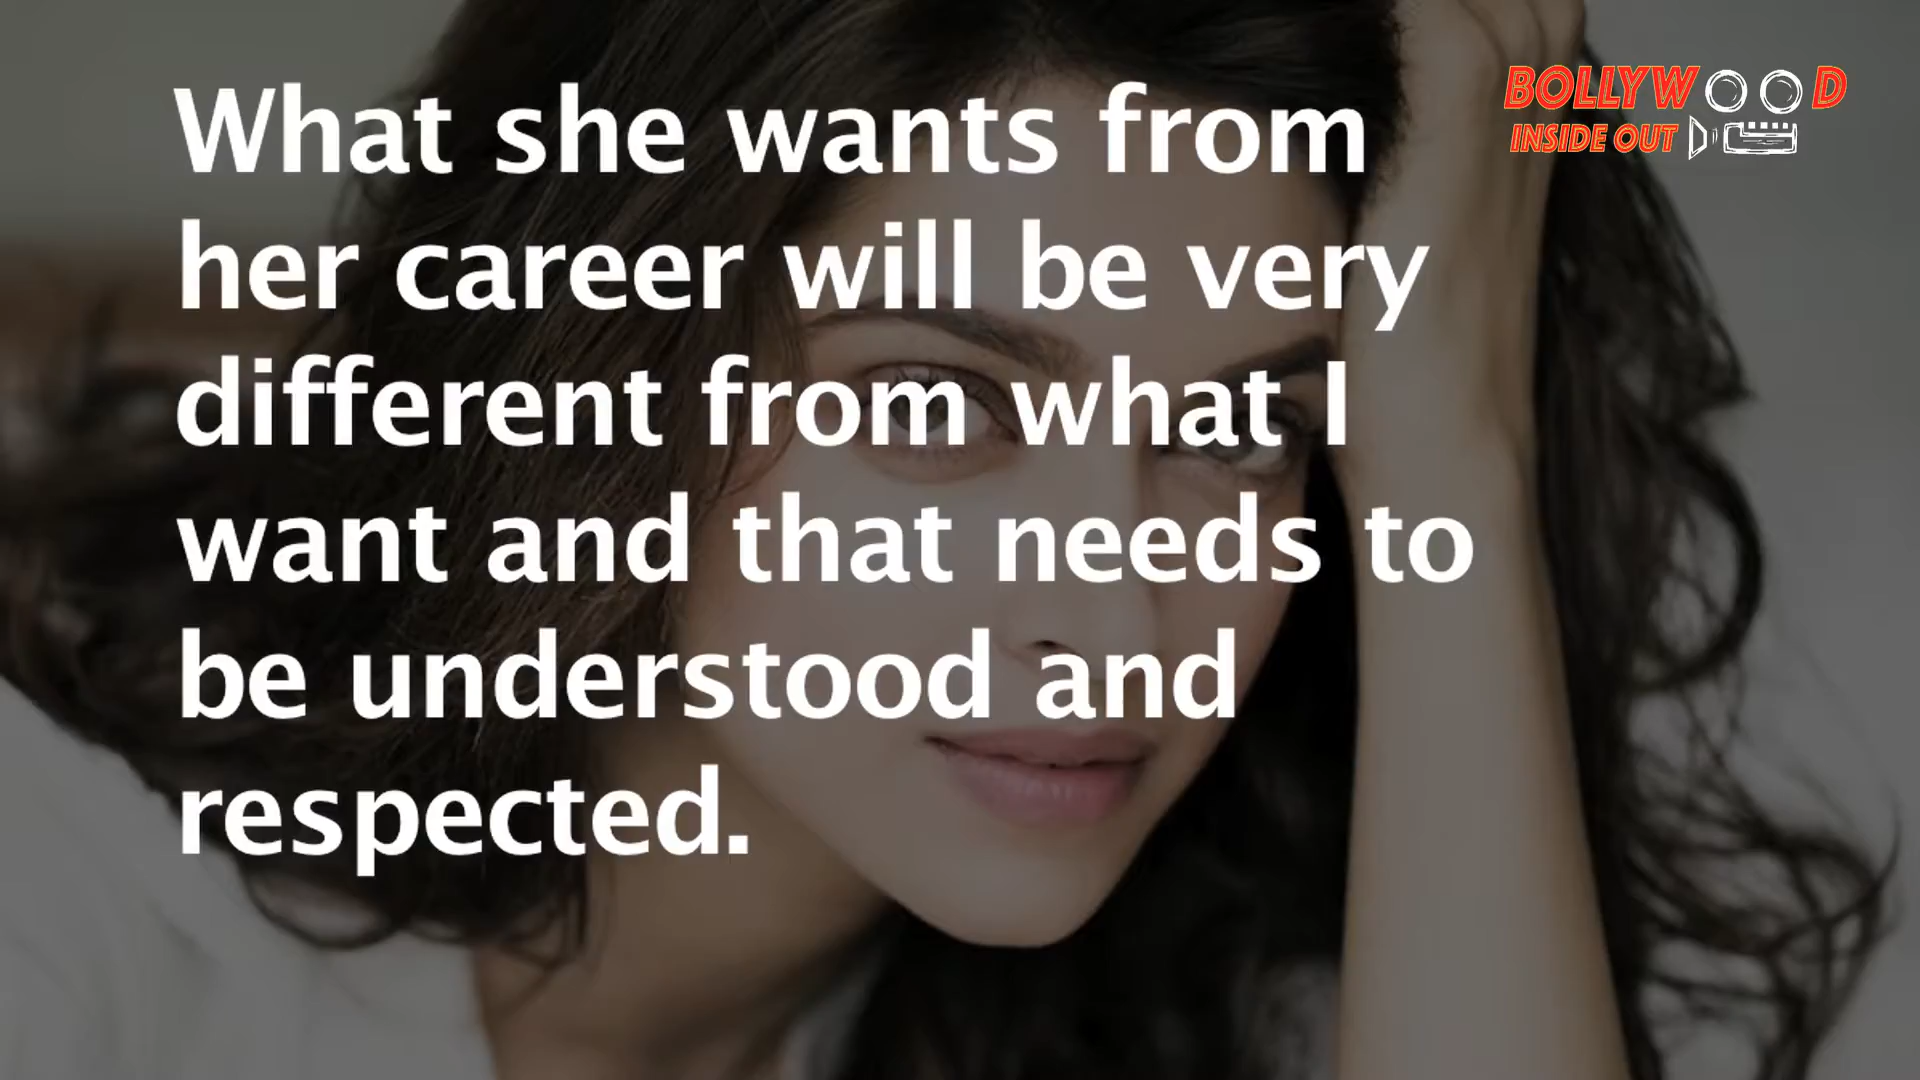 What she wants from
her career will be very
different from what I
want and that needs to
be understood and
respected.
BOLLYWOOD
INSIDE OUT